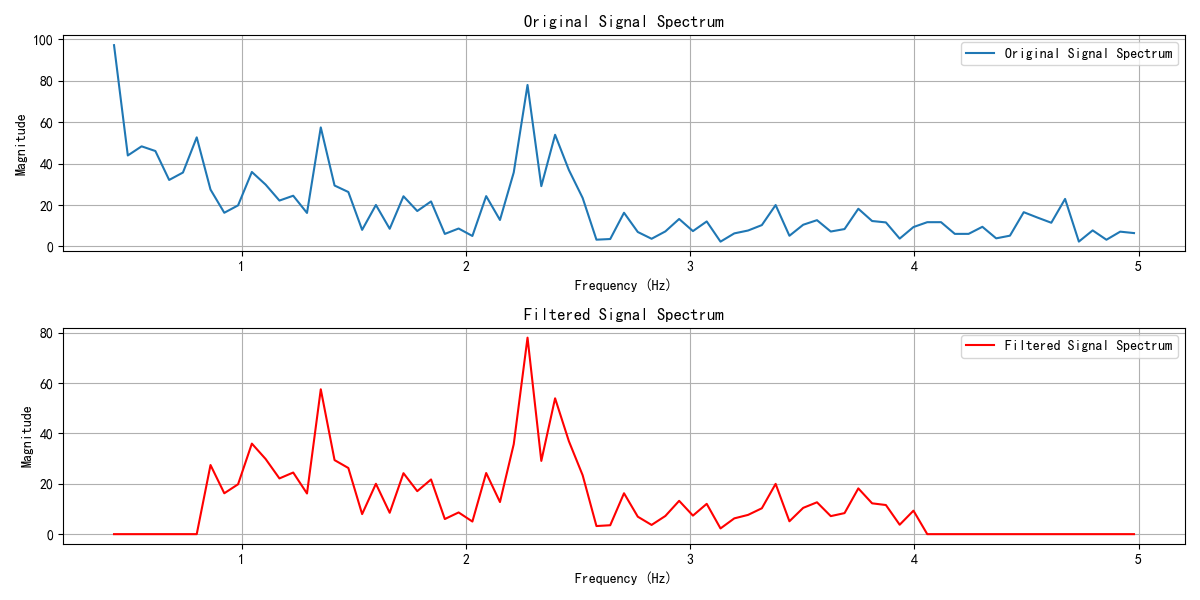 Original Signal Spectrum
100
80
60
40
20
0
Magnitude
Original Signal Spectrum
1
2
3
4
5
Frequency (Hz)
Filtered Signal Spectrum
80
60
40
20
0
Magnitude
Filtered Signal Spectrum
1
2
3
4
5
Frequency (Hz)